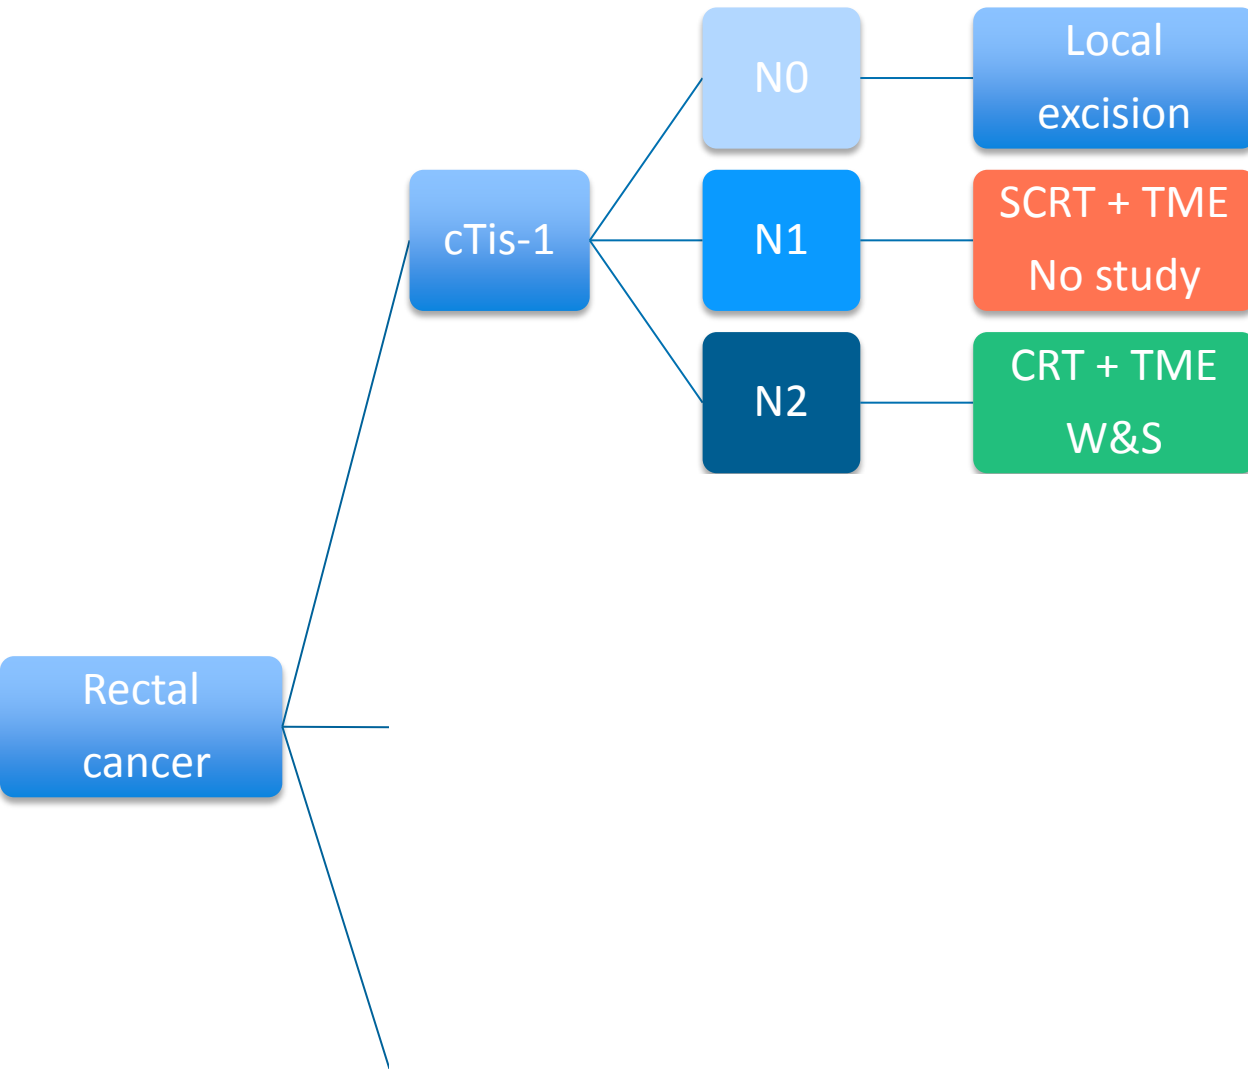 N0
Local
excision
cTis-1
N1
SCRT + TME
No study
N2
CRT + TME
W&S
Rectal
cancer